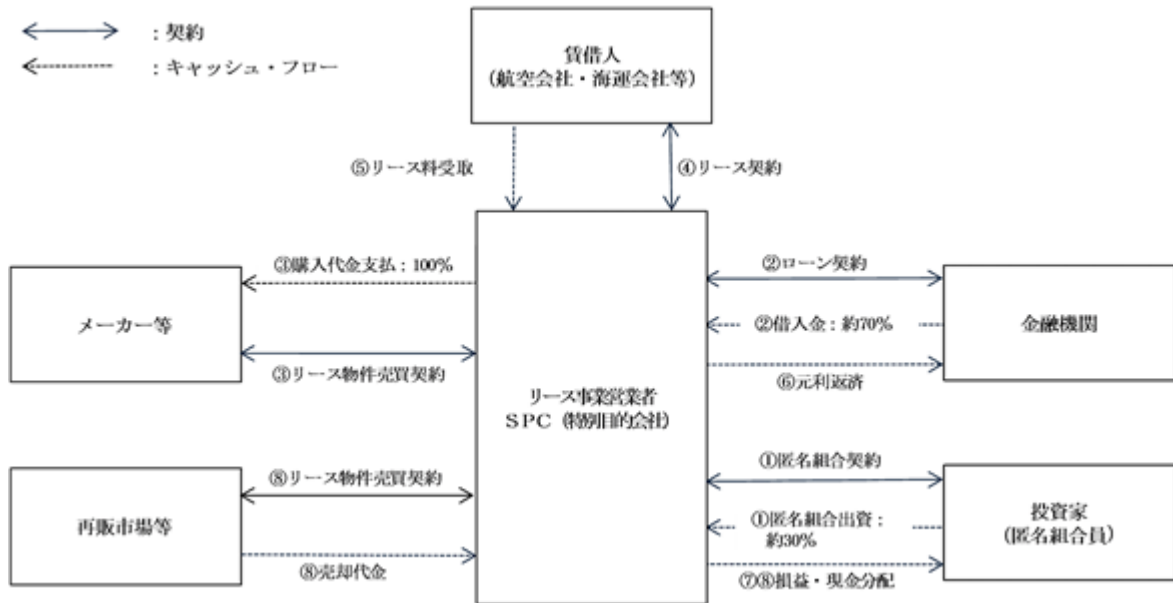 ：契約
：キャッシュ・フロー
賃借人
（航空会社・海運会社等）
⑤リース料受取
④リース契約
③購入代金支払：100％
②ローン契約
メーカー等
②借入金：約70％
金融機関
③リース物件売買契約
⑥元利返済
リース事業営業者
ＳＰＣ（特別目的会社）
⑧リース物件売買契約
①匿名組合契約
再販市場等
①匿名組合出資：
約30％
投資家
（匿名組合員）
⑧売却代金
⑦⑧損益・現金分配